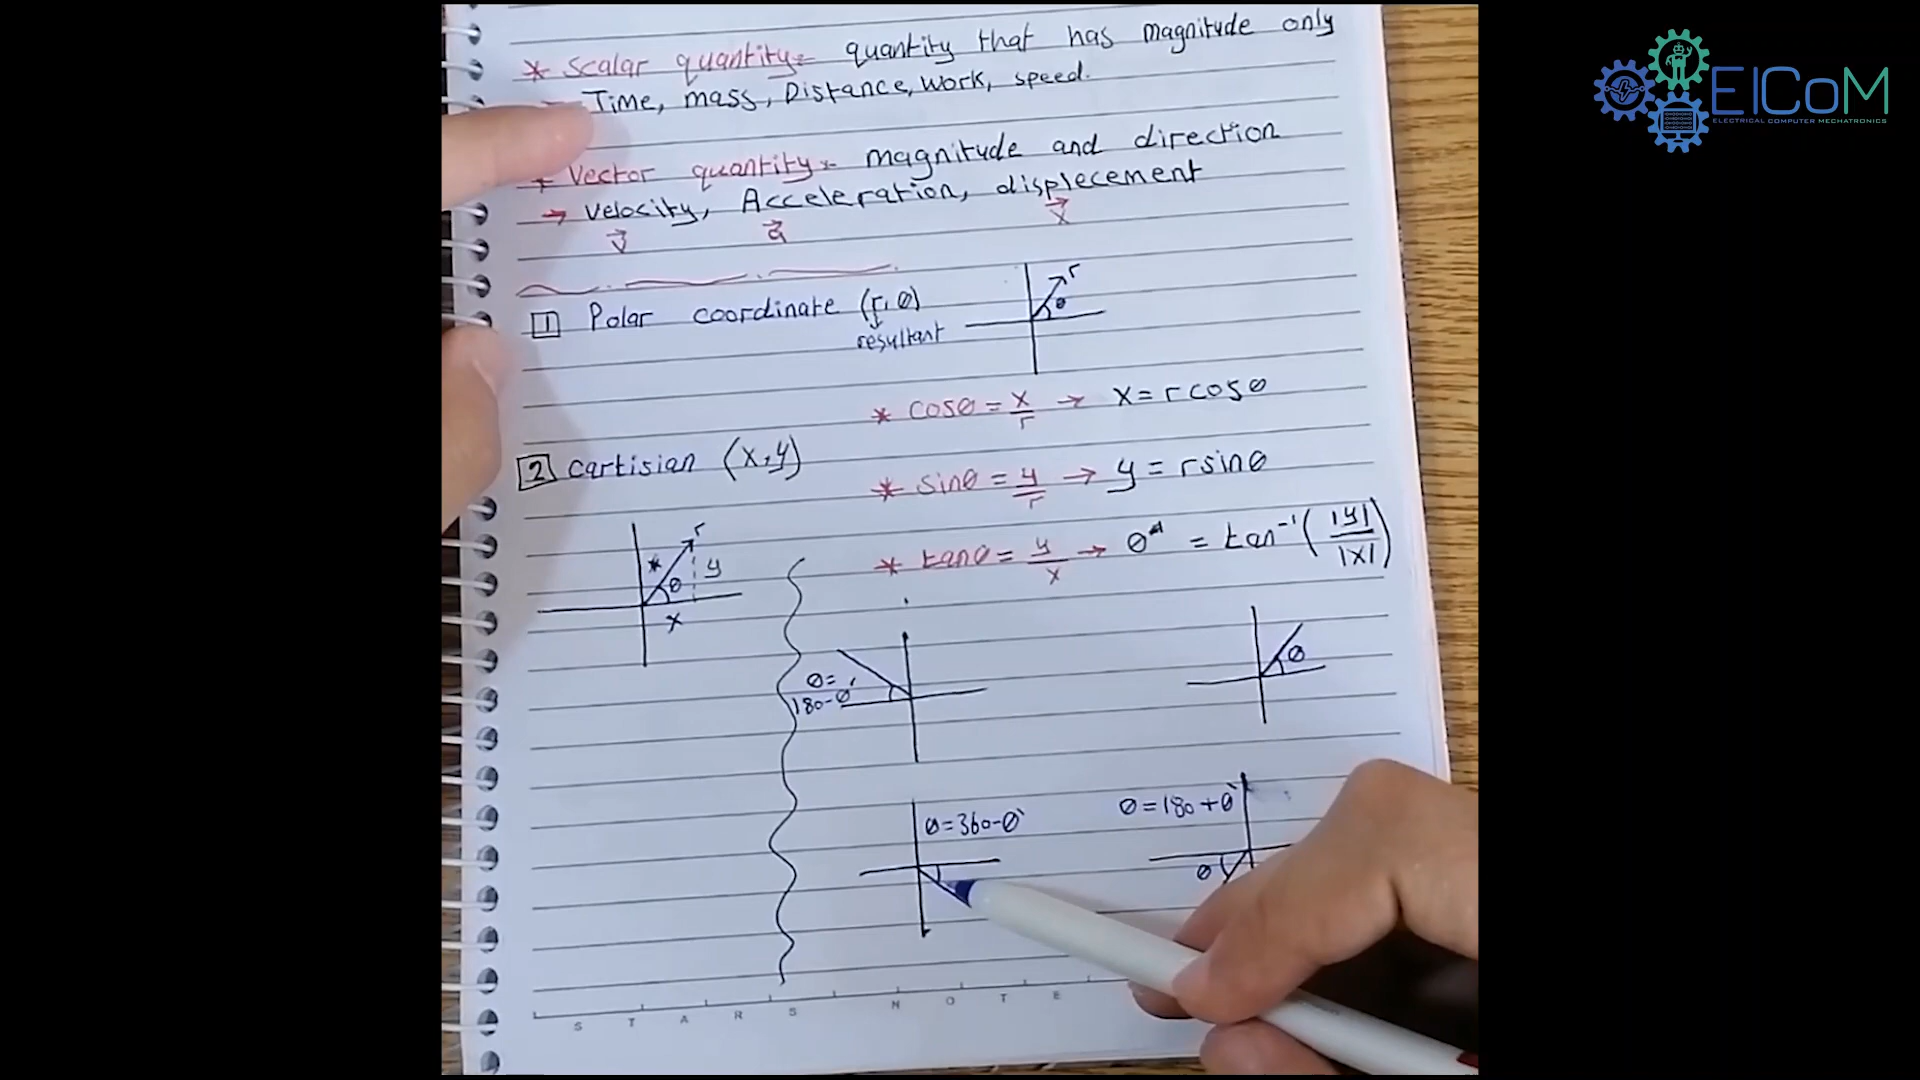 * Scalar quantity:- quantity that has magnitude only
Time, mass, Distance, work, speed.
* Vector quantity:- magnitude and direction
→ velocity, Acceleration, displecement
v⃗ a⃗ x⃗
1 Polar coordinate (r, θ)
resultant
r
θ
* cosθ = x/r → x = r cosθ
2 cartisian (x, y)
* sinθ = y/r → y = r sinθ
* tanθ = y/x → θ* = tan⁻¹(|y|/|x|)
r
* θ y
x
θ =
180-θ'
θ
θ = 360-θ'
θ = 180 + θ'
θ
S T A R S N O T E
EICoM
ELECTRICAL COMPUTER MECHATRONICS